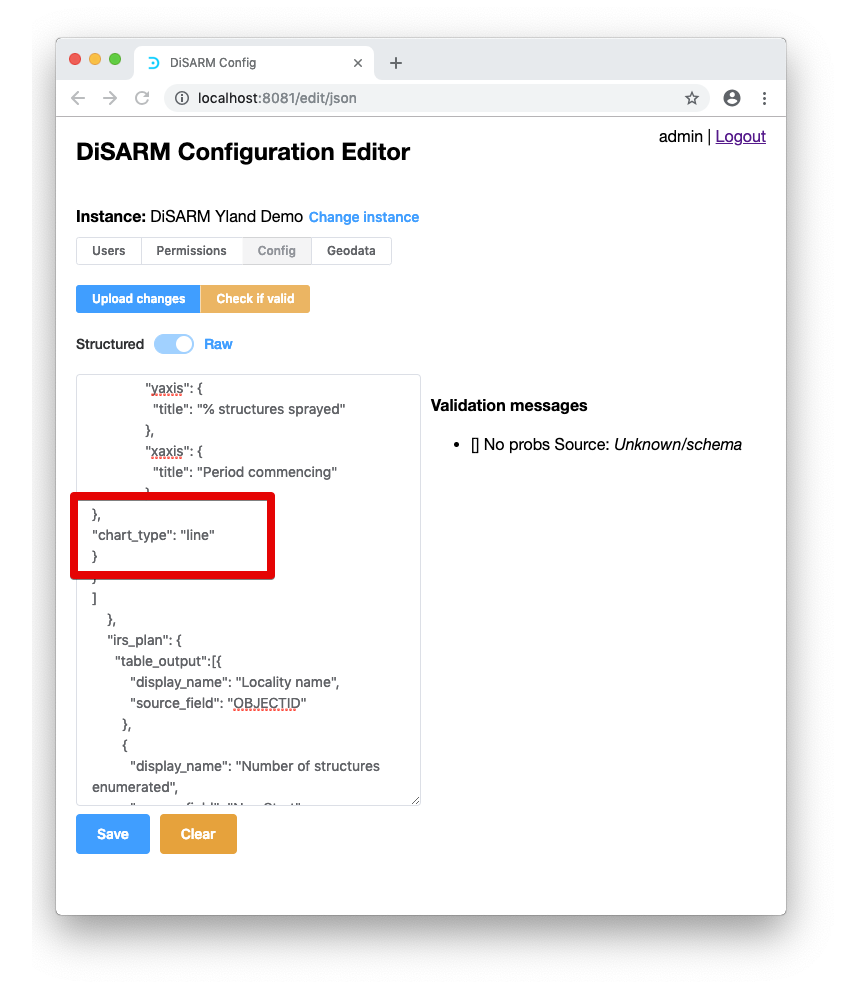 DiSARM Config
localhost:8081/edit/json
admin | Logout
DiSARM Configuration Editor
Instance: DiSARM Yland Demo Change instance
Users Permissions Config Geodata
Upload changes Check if valid
Structured Raw
"yaxis": {
"title": "% structures sprayed"
},
"xaxis": {
"title": "Period commencing"
},
"chart_type": "line"
}
}
]
},
"irs_plan": {
"table_output":[{
"display_name": "Locality name",
"source_field": "OBJECTID"
},
{
"display_name": "Number of structures
enumerated",
Validation messages
• [] No probs Source: Unknown/schema
Save Clear